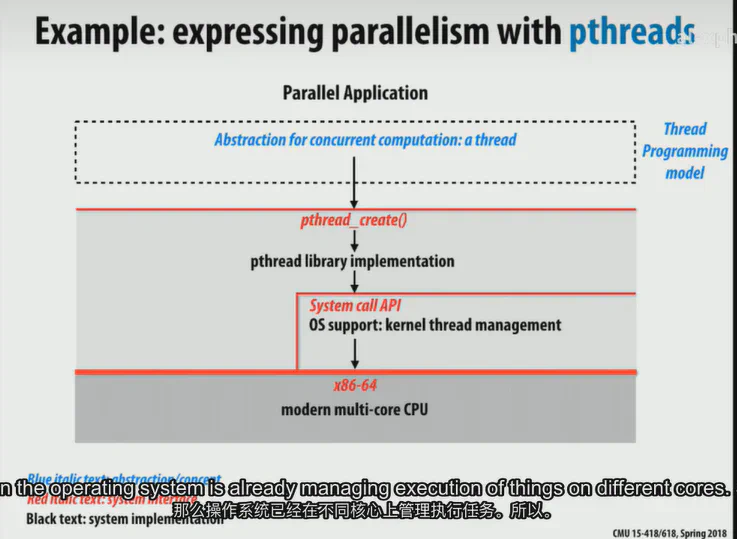 Example: expressing parallelism with pthreads
Parallel Application
Abstraction for concurrent computation: a thread
Thread
Programming
model
pthread_create()
pthread library implementation
System call API
OS support: kernel thread management
x86-64
modern multi-core CPU
Blue italic text: abstraction/concept
n the operating system is already managing execution of things on different cores.
Red italic text: system interface
那么操作系统已经在不同核心上管理执行任务。所以。
Black text: system implementation
CMU 15-418/618, Spring 2018